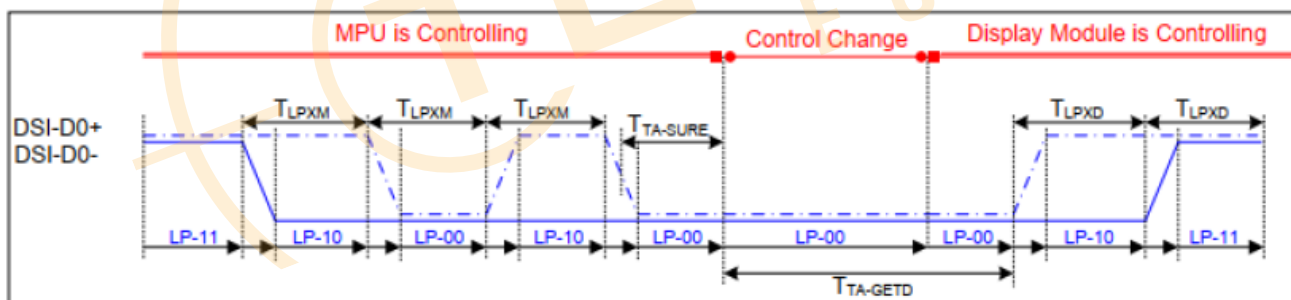 MPU is Controlling Control Change Display Module is Controlling
TLPXM TLPXM TLPXM TLPXD TLPXD
DSI-D0+ TTA-SURE
DSI-D0-
LP-11 LP-10 LP-00 LP-10 LP-00 LP-00 LP-00 LP-10 LP-11
TTA-GETD